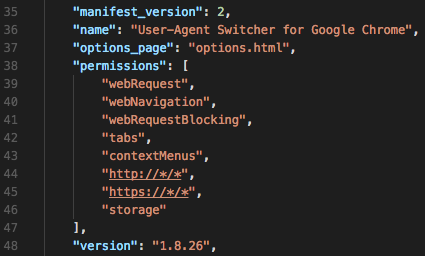 35 "manifest_version": 2,
36 "name": "User-Agent Switcher for Google Chrome",
37 "options_page": "options.html",
38 "permissions": [
39 "webRequest",
40 "webNavigation",
41 "webRequestBlocking",
42 "tabs",
43 "contextMenus",
44 "http://*/*",
45 "https://*/*",
46 "storage"
47 ],
48 "version": "1.8.26",